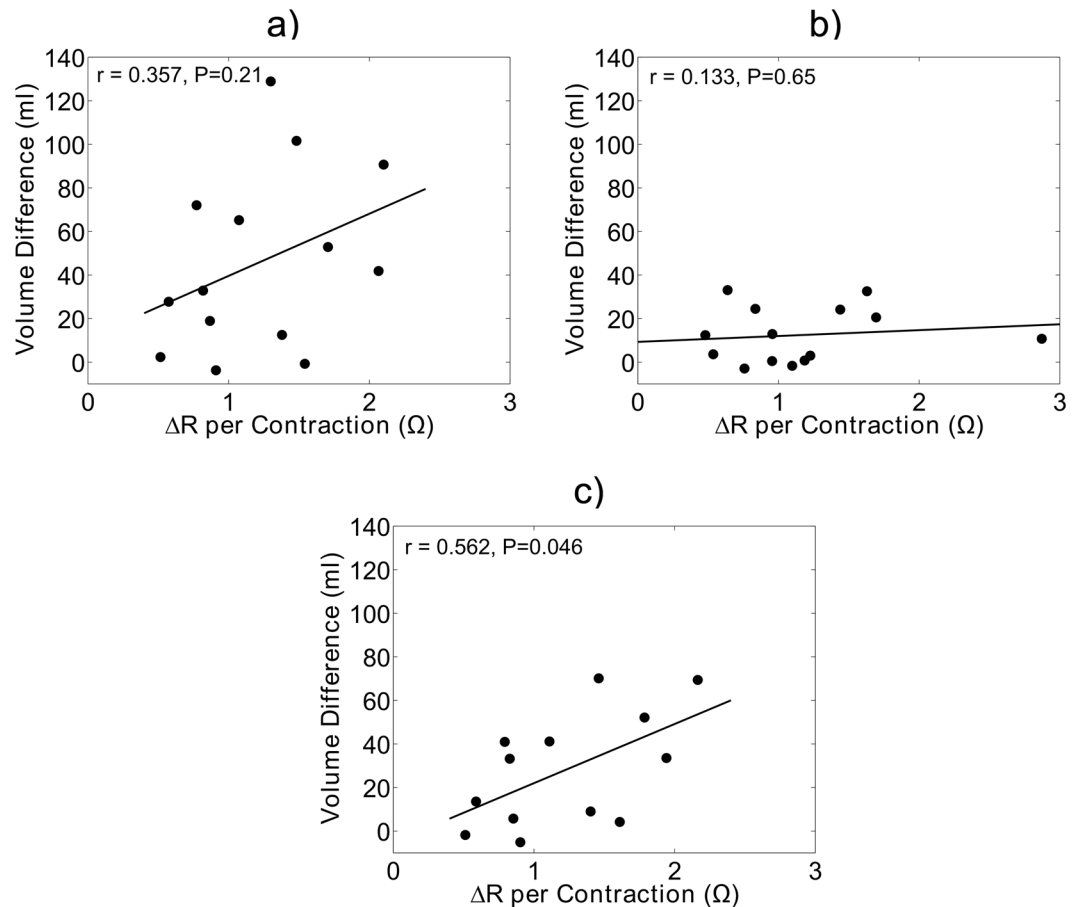 a)
r = 0.357, P=0.21
Volume Difference (ml)
140
120
100
80
60
40
20
0
0 1 2 3
ΔR per Contraction (Ω)
b)
r = 0.133, P=0.65
Volume Difference (ml)
140
120
100
80
60
40
20
0
0 1 2 3
ΔR per Contraction (Ω)
c)
r = 0.562, P=0.046
Volume Difference (ml)
140
120
100
80
60
40
20
0
0 1 2 3
ΔR per Contraction (Ω)